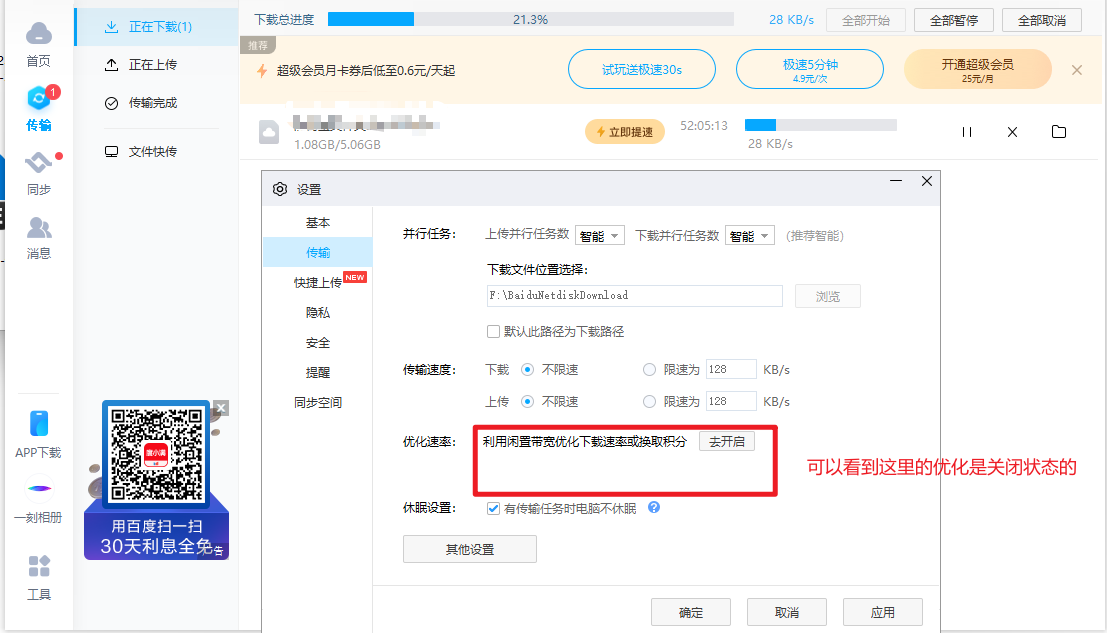 首页
1
传输
同步
消息
APP下载
一刻相册
工具
正在下载(1)
正在上传
传输完成
文件快传
度小满
用百度扫一扫
30天利息全免
广告
下载总进度
21.3%
28 KB/s
全部开始
全部暂停
全部取消
推荐
超级会员月卡券后低至0.6元/天起
试玩送极速30s
极速5分钟
4.9元/次
开通超级会员
25元/月
1.08GB/5.06GB
立即提速
52:05:13
28 KB/s
设置
基本
传输
快捷上传 NEW
隐私
安全
提醒
同步空间
并行任务: 上传并行任务数 智能 下载并行任务数 智能 (推荐智能)
下载文件位置选择:
F:\BaiduNetdiskDownload 浏览
默认此路径为下载路径
传输速度: 下载 不限速 限速为 128 KB/s
上传 不限速 限速为 128 KB/s
优化速率: 利用闲置带宽优化下载速率或换取积分 去开启
可以看到这里的优化是关闭状态的
休眠设置: 有传输任务时电脑不休眠 ?
其他设置
确定 取消 应用